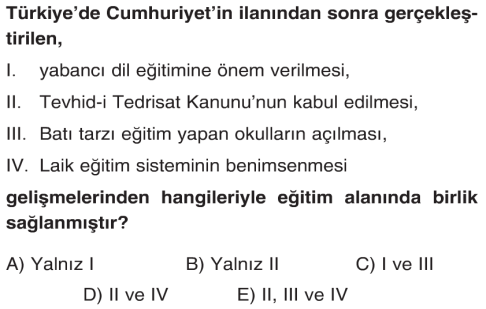 Türkiye’de Cumhuriyet’in ilanından sonra gerçekleş-
tirilen,
I. yabancı dil eğitimine önem verilmesi,
II. Tevhid-i Tedrisat Kanunu’nun kabul edilmesi,
III. Batı tarzı eğitim yapan okulların açılması,
IV. Laik eğitim sisteminin benimsenmesi
gelişmelerinden hangileriyle eğitim alanında birlik
sağlanmıştır?
A) Yalnız I B) Yalnız II C) I ve III
D) II ve IV E) II, III ve IV